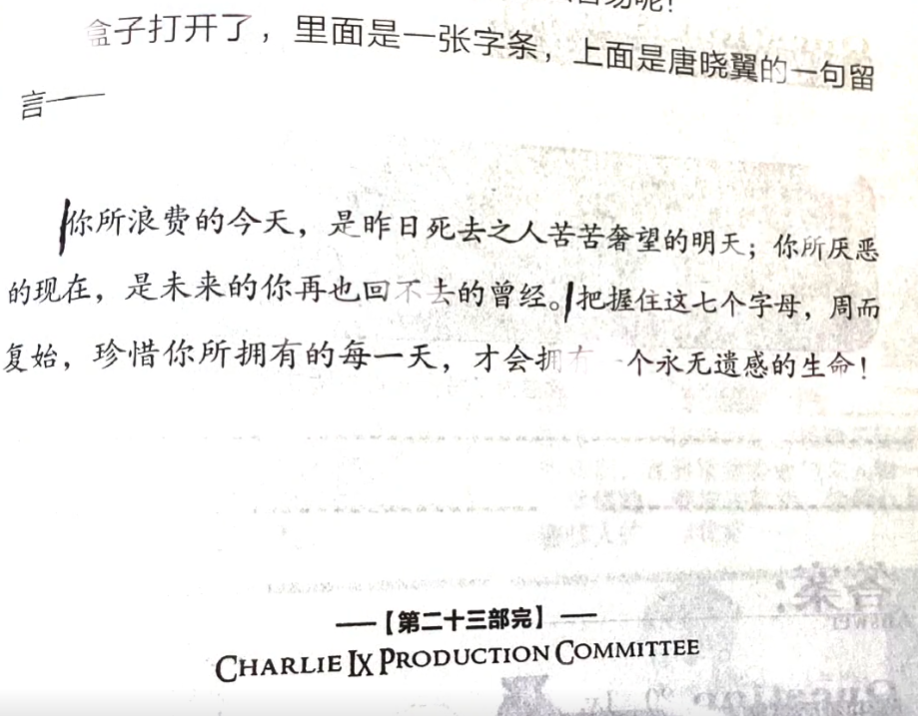 盒子打开了，里面是一张字条，上面是唐晓翼的一句留
言——
你所浪费的今天，是昨日死去之人苦苦奢望的明天；你所厌恶
的现在，是未来的你再也回不去的曾经。把握住这七个字母，周而
复始，珍惜你所拥有的每一天，才会拥有一个永无遗感的生命！
——【第二十三部完】——
CHARLIE IX PRODUCTION COMMITTEE